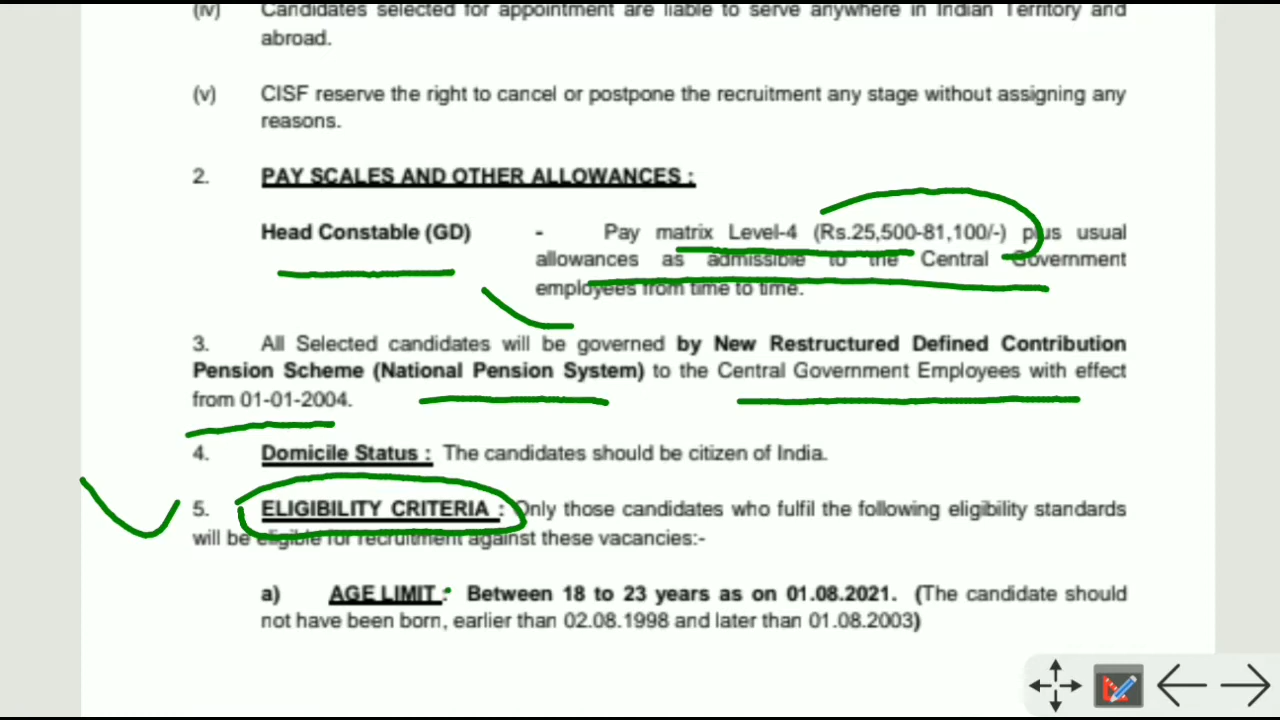 (iv) Candidates selected for appointment are liable to serve anywhere in Indian Territory and
abroad.
(v) CISF reserve the right to cancel or postpone the recruitment any stage without assigning any
reasons.
2. PAY SCALES AND OTHER ALLOWANCES :
Head Constable (GD) - Pay matrix Level-4 (Rs.25,500-81,100/-) plus usual
allowances as admissible to the Central Government
employees from time to time.
3. All Selected candidates will be governed by New Restructured Defined Contribution
Pension Scheme (National Pension System) to the Central Government Employees with effect
from 01-01-2004.
4. Domicile Status : The candidates should be citizen of India.
5. ELIGIBILITY CRITERIA : Only those candidates who fulfil the following eligibility standards
will be eligible for recruitment against these vacancies:-
a) AGE LIMIT : Between 18 to 23 years as on 01.08.2021. (The candidate should
not have been born, earlier than 02.08.1998 and later than 01.08.2003)